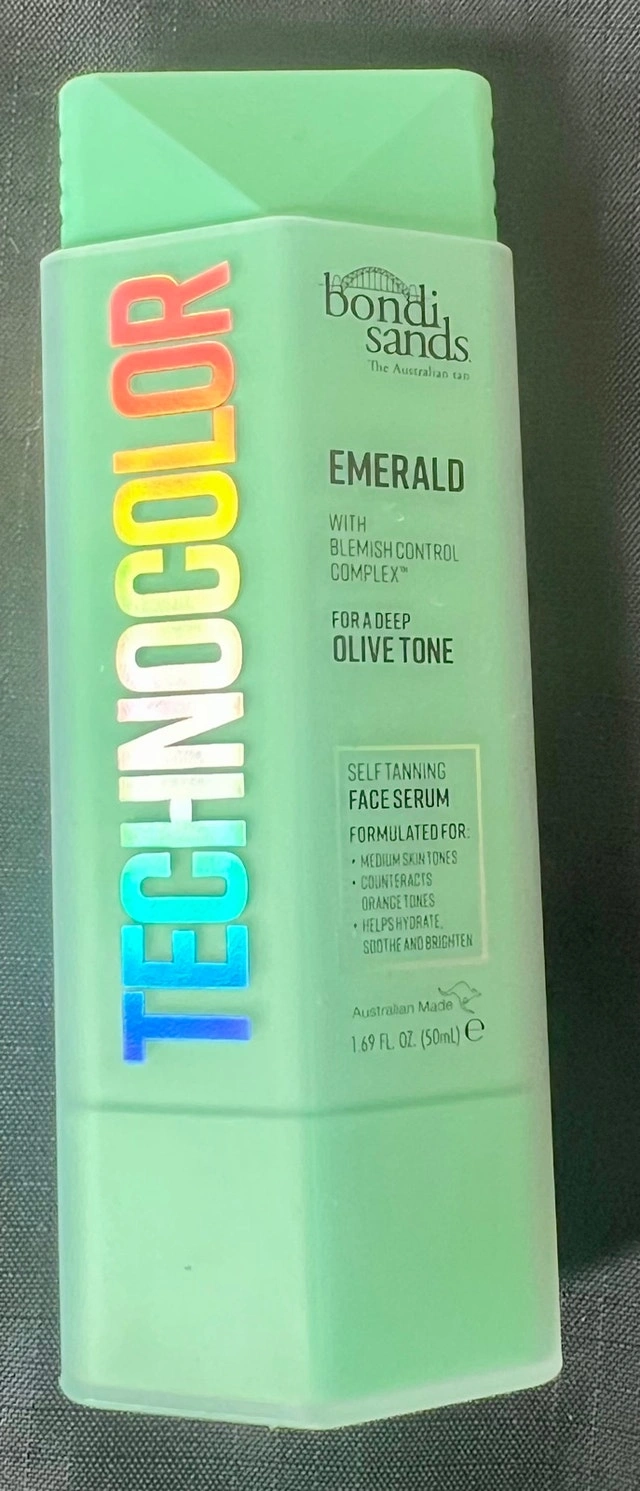 TECHNOCOLOR
bondi
sands.
The Australian tan
EMERALD
WITH
BLEMISH CONTROL
COMPLEX™
FOR A DEEP
OLIVE TONE
SELF TANNING
FACE SERUM
FORMULATED FOR:
• MEDIUM SKIN TONES
• COUNTERACTS
ORANGE TONES
• HELPS HYDRATE,
SOOTHE AND BRIGHTEN
Australian Made
1.69 FL. OZ. (50mL) ℮